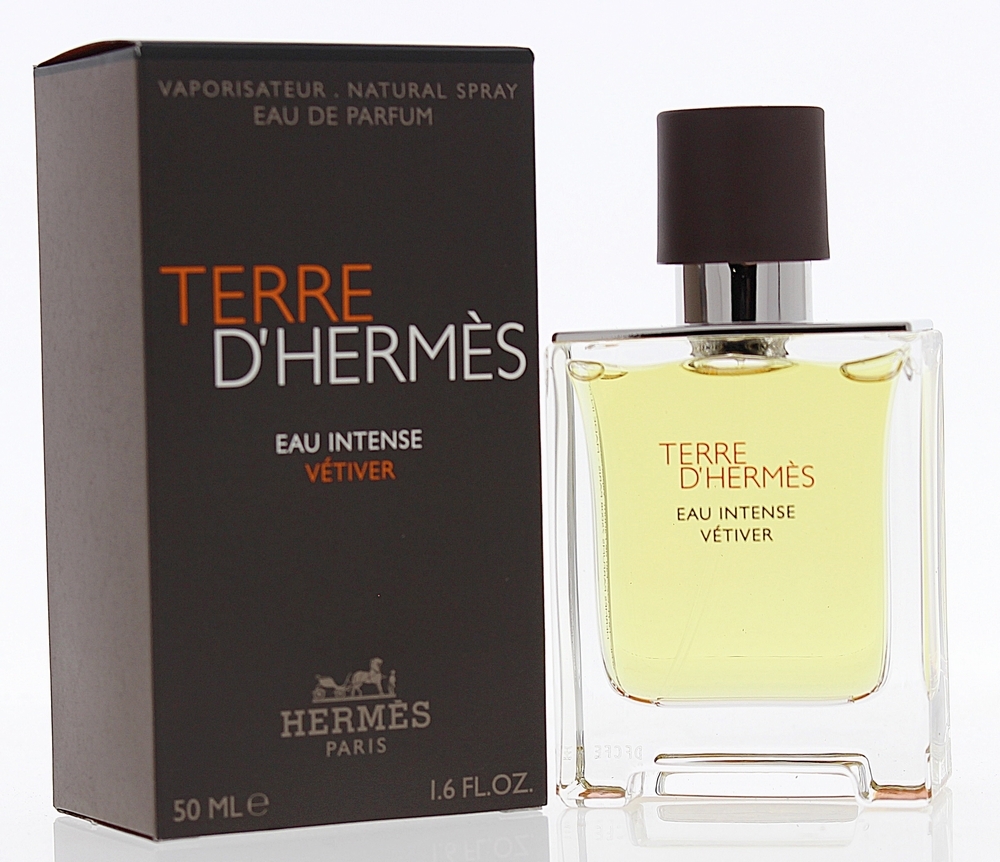 VAPORISATEUR . NATURAL SPRAY
EAU DE PARFUM
TERRE
D'HERMÈS
EAU INTENSE
VÉTIVER
HERMÈS
PARIS
50 ML e
1.6 FL.OZ.
TERRE
D'HERMÈS
EAU INTENSE
VÉTIVER